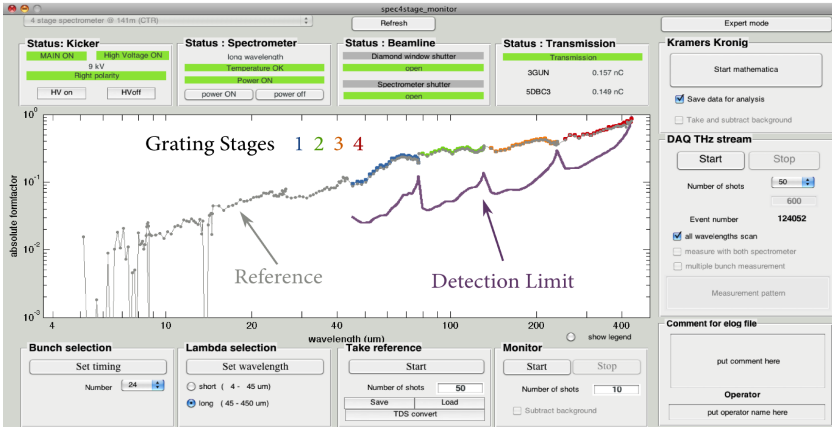 spec4stage_monitor
4 stage spectrometer @ 141m (CTR)
Refresh
Expert mode
Status: Kicker
MAIN ON
High Voltage ON
9 kV
Right polarity
HV on
HVoff
Status : Spectrometer
long wavelength
Temperature OK
Power ON
power ON
power off
Status : Beamline
Diamond window shutter
open
Spectrometer shutter
open
Status : Transmission
Transmission
3GUN 0.157 nC
5DBC3 0.149 nC
Kramers Kronig
Start mathematica
Save data for analysis
Take and subtract background
DAQ THz stream
Start
Stop
Number of shots
50
600
Event number 124052
all wavelengths scan
measure with both spectrometer
multiple bunch measurement
Measurement pattern
Comment for elog file
put comment here
Operator
put operator name here
Grating Stages 1 2 3 4
Reference
Detection Limit
absolute formfactor
10^0
10^-1
10^-2
10^-3
4 10 20 40 100 200 400
wavelength (um)
show legend
Bunch selection
Set timing
Number 24
Lambda selection
Set wavelength
short ( 4 - 45 um)
long ( 45 - 450 um)
Take reference
Start
Number of shots 50
Save
Load
TDS convert
Monitor
Start
Stop
Number of shots 10
Subtract background